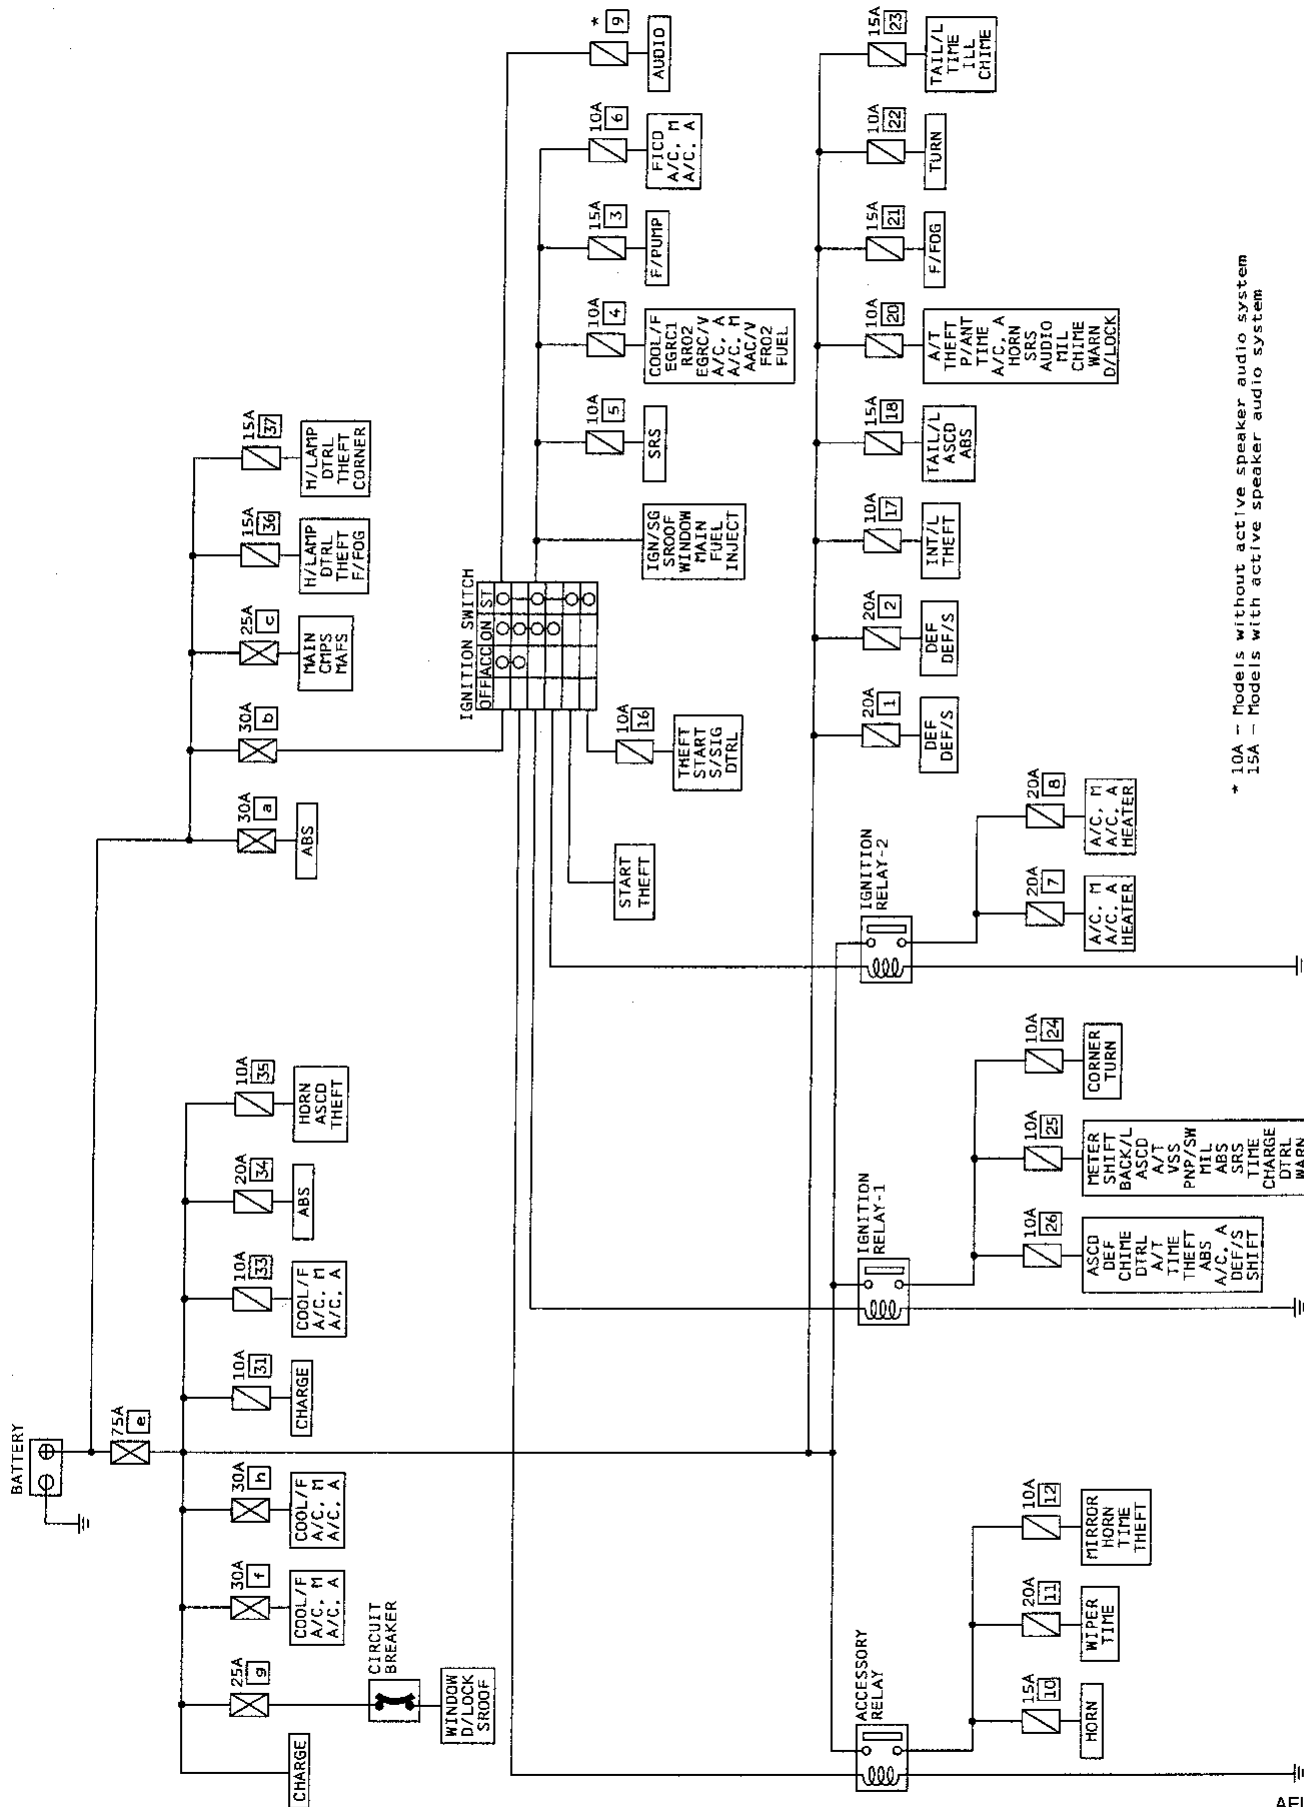 BATTERY
75A
e
CHARGE
25A
g
CIRCUIT
BREAKER
WINDOW
D/LOCK
SROOF
30A
f
COOL/F
A/C, M
A/C, A
30A
h
COOL/F
A/C, M
A/C, A
10A
31
CHARGE
10A
33
COOL/F
A/C, M
A/C, A
20A
34
ABS
10A
35
HORN
ASCD
THEFT
30A
a
ABS
30A
b
25A
c
MAIN
CMPS
MAFS
15A
36
H/LAMP
DTRL
THEFT
F/FOG
15A
37
H/LAMP
DTRL
THEFT
CORNER
IGNITION SWITCH
OFF ACC ON ST
START
THEFT
10A
16
THEFT
START
S/SIG
DTRL
IGN/SG
SROOF
WINDOW
MAIN
FUEL
INJECT
10A
5
SRS
10A
4
COOL/F
EGRC1
RRO2
EGRC/V
A/C, A
A/C, M
AAC/V
FRO2
FUEL
15A
3
F/PUMP
10A
6
FICD
A/C, M
A/C, A
*
9
AUDIO
ACCESSORY
RELAY
15A
10
HORN
20A
11
WIPER
TIME
10A
12
MIRROR
HORN
TIME
THEFT
IGNITION
RELAY-1
10A
26
ASCD
DEF
CHIME
DTRL
A/T
TIME
THEFT
ABS
A/C, A
DEF/S
SHIFT
10A
25
METER
SHIFT
BACK/L
ASCD
A/T
VSS
PNP/SW
MIL
ABS
SRS
TIME
CHARGE
DTRL
WARN
10A
24
CORNER
TURN
IGNITION
RELAY-2
20A
7
A/C, M
A/C, A
HEATER
20A
8
A/C, M
A/C, A
HEATER
20A
1
DEF
DEF/S
20A
2
DEF
DEF/S
10A
17
INT/L
THEFT
15A
18
TAIL/L
ASCD
ABS
10A
20
A/T
THEFT
P/ANT
TIME
A/C, A
HORN
SRS
AUDIO
MIL
CHIME
WARN
D/LOCK
15A
21
F/FOG
10A
22
TURN
15A
23
TAIL/L
TIME
ILL
CHIME
* 10A – Models without active speaker audio system
15A – Models with active speaker audio system